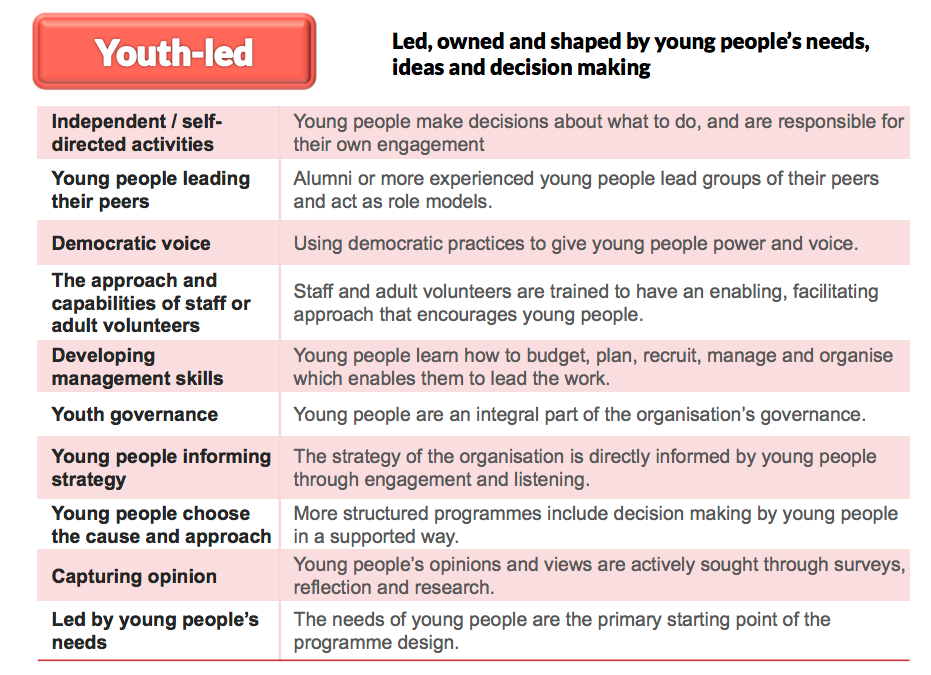 Youth-led
Led, owned and shaped by young people’s needs,
ideas and decision making
Independent / self-
directed activities
Young people make decisions about what to do, and are responsible for
their own engagement
Young people leading
their peers
Alumni or more experienced young people lead groups of their peers
and act as role models.
Democratic voice
Using democratic practices to give young people power and voice.
The approach and
capabilities of staff or
adult volunteers
Staff and adult volunteers are trained to have an enabling, facilitating
approach that encourages young people.
Developing
management skills
Young people learn how to budget, plan, recruit, manage and organise
which enables them to lead the work.
Youth governance
Young people are an integral part of the organisation’s governance.
Young people informing
strategy
The strategy of the organisation is directly informed by young people
through engagement and listening.
Young people choose
the cause and approach
More structured programmes include decision making by young people
in a supported way.
Capturing opinion
Young people’s opinions and views are actively sought through surveys,
reflection and research.
Led by young people’s
needs
The needs of young people are the primary starting point of the
programme design.